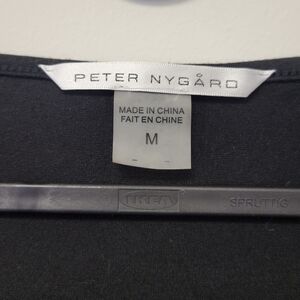 PETER NYGÅRD
MADE IN CHINA
FAIT EN CHINE
M
IKEA SPRUTTIG